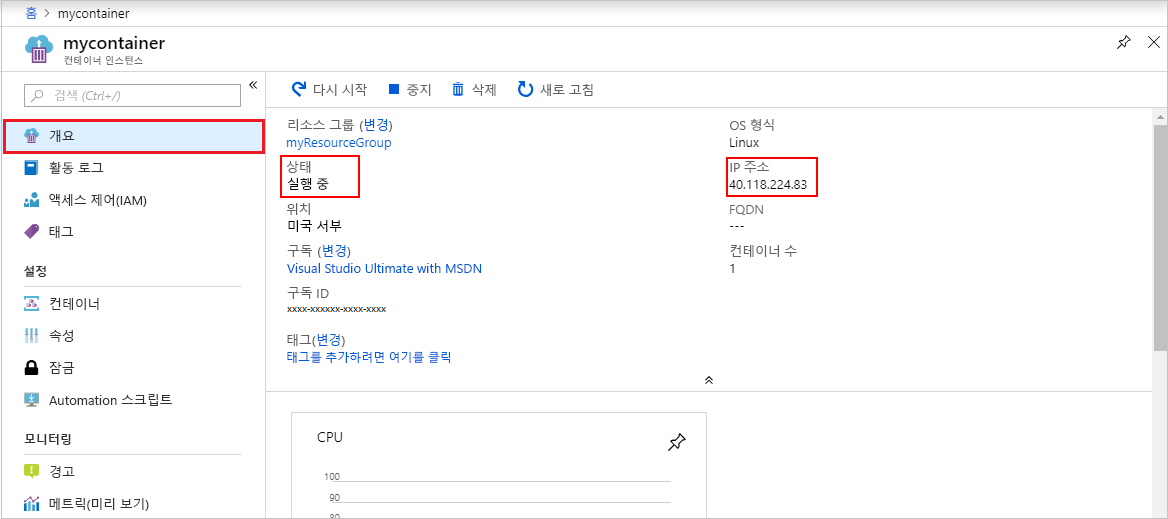 홈 > mycontainer
mycontainer
컨테이너 인스턴스
검색 (Ctrl+/)
개요
활동 로그
액세스 제어(IAM)
태그
설정
컨테이너
속성
잠금
Automation 스크립트
모니터링
경고
메트릭(미리 보기)
다시 시작 중지 삭제 새로 고침
리소스 그룹 (변경)
myResourceGroup
상태
실행 중
위치
미국 서부
구독 (변경)
Visual Studio Ultimate with MSDN
구독 ID
xxxx-xxxxxx-xxxx-xxxx
태그(변경)
태그를 추가하려면 여기를 클릭
OS 형식
Linux
IP 주소
40.118.224.83
FQDN
---
컨테이너 수
1
CPU
100
90
80